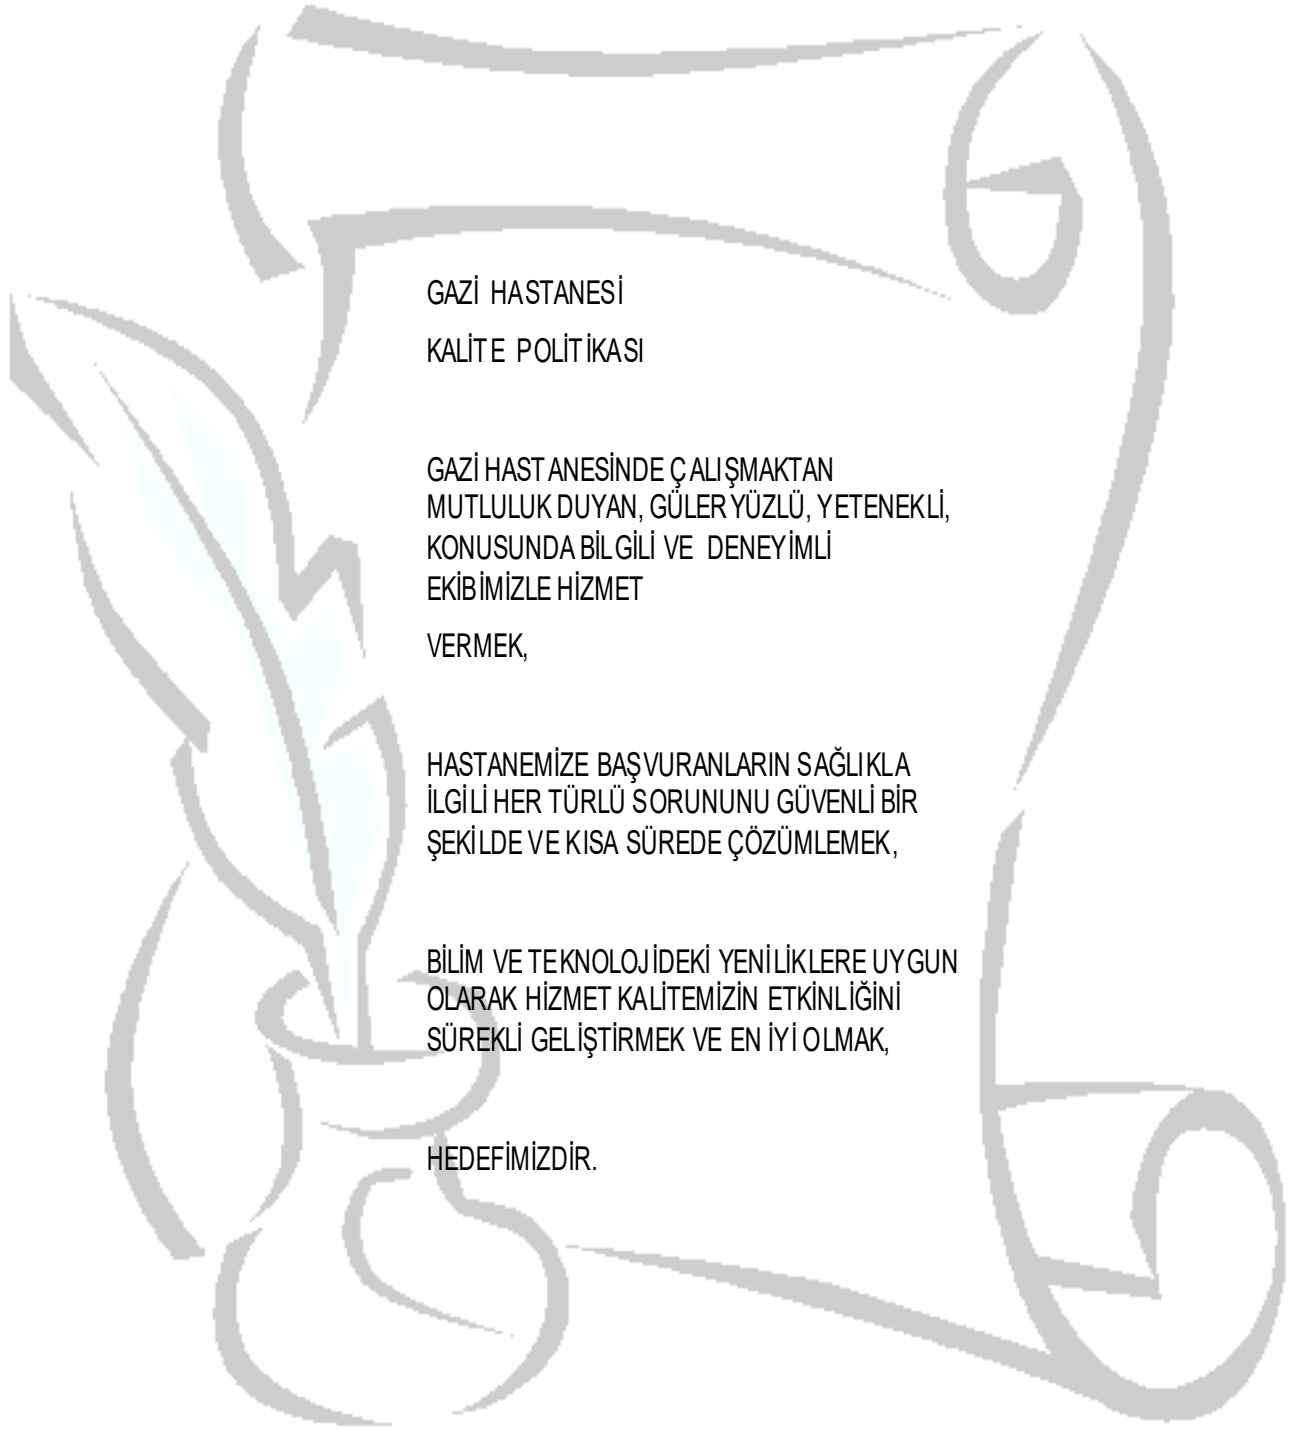 GAZİ HASTANESİ
KALİTE POLİTİKASI
GAZİ HASTANESİNDE ÇALIŞMAKTAN
MUTLULUK DUYAN, GÜLER YÜZLÜ, YETENEKLİ,
KONUSUNDA BİLGİLİ VE DENEYİMLİ
EKİBİMİZLE HİZMET
VERMEK,
HASTANEMİZE BAŞVURANLARIN SAĞLIKLA
İLGİLİ HER TÜRLÜ SORUNUNU GÜVENLİ BİR
ŞEKİLDE VE KISA SÜREDE ÇÖZÜMLEMEK,
BİLİM VE TEKNOLOJİDEKİ YENİLİKLERE UYGUN
OLARAK HİZMET KALİTEMİZİN ETKİNLİĞİNİ
SÜREKLİ GELİŞTİRMEK VE EN İYİ OLMAK,
HEDEFİMİZDİR.